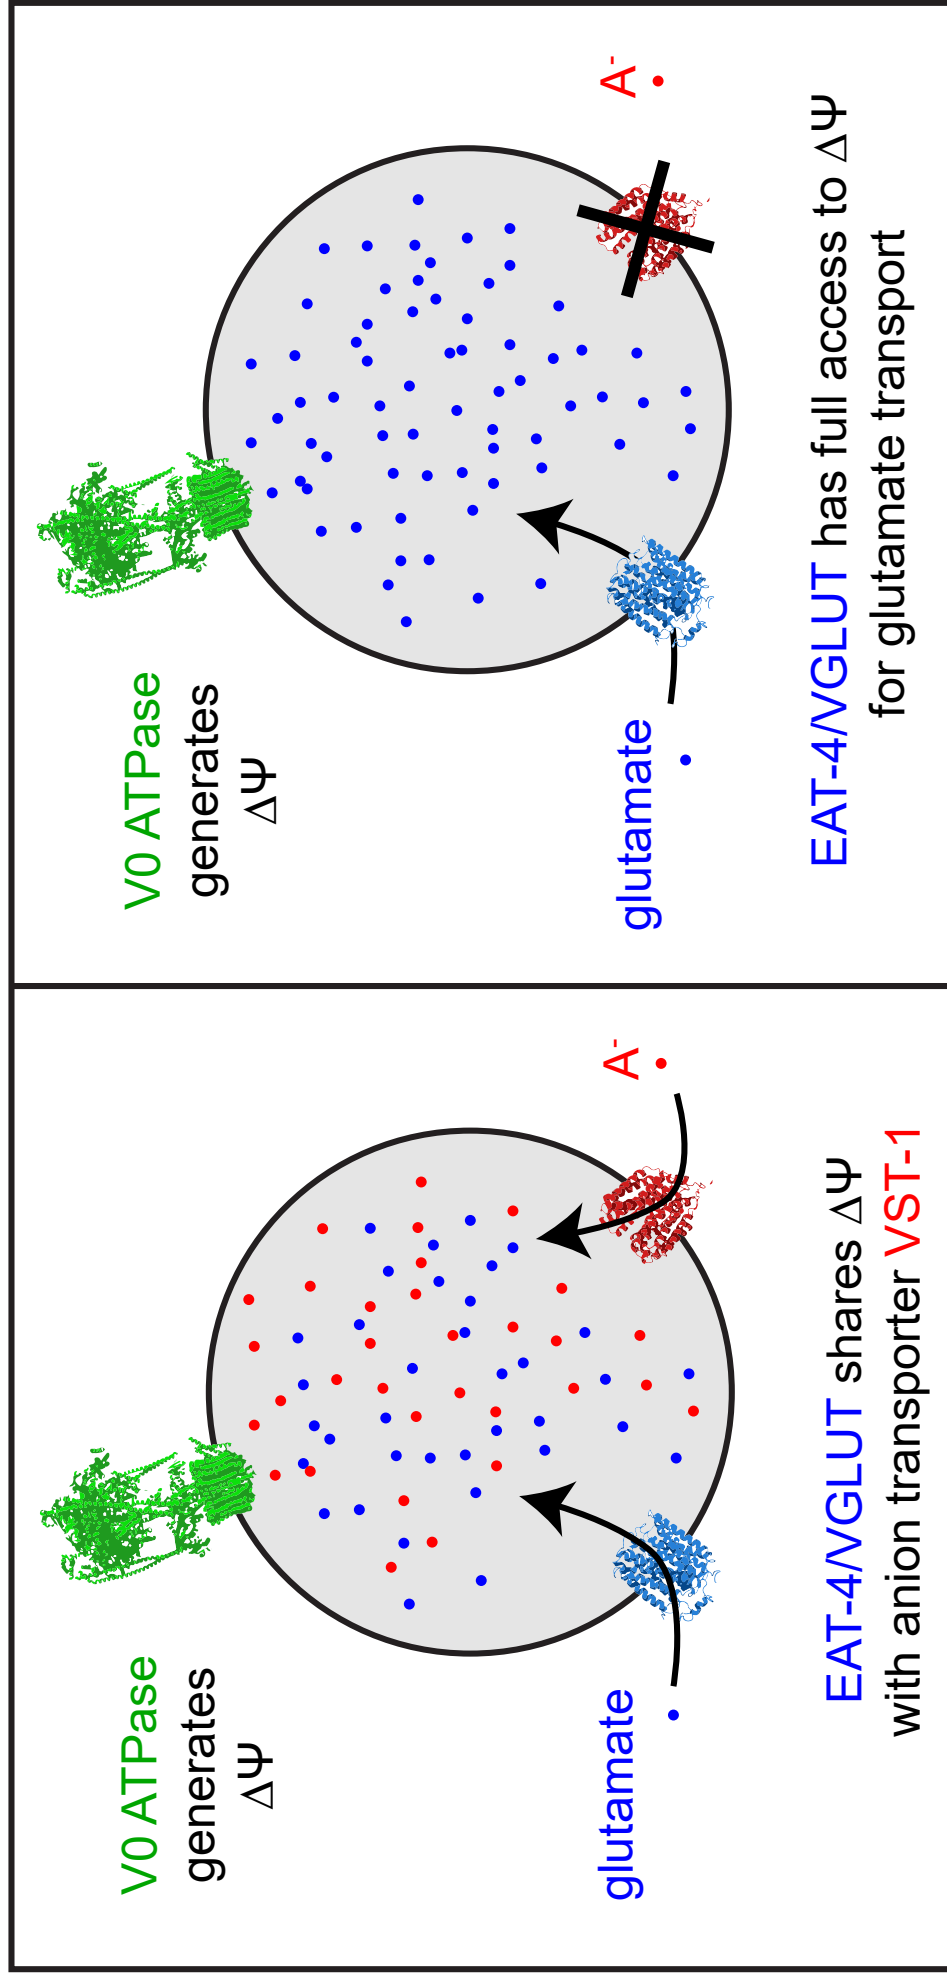 V0 ATPase
generates
ΔΨ
glutamate
A-
EAT-4/VGLUT shares ΔΨ
with anion transporter VST-1
V0 ATPase
generates
ΔΨ
glutamate
A-
EAT-4/VGLUT has full access to ΔΨ
for glutamate transport